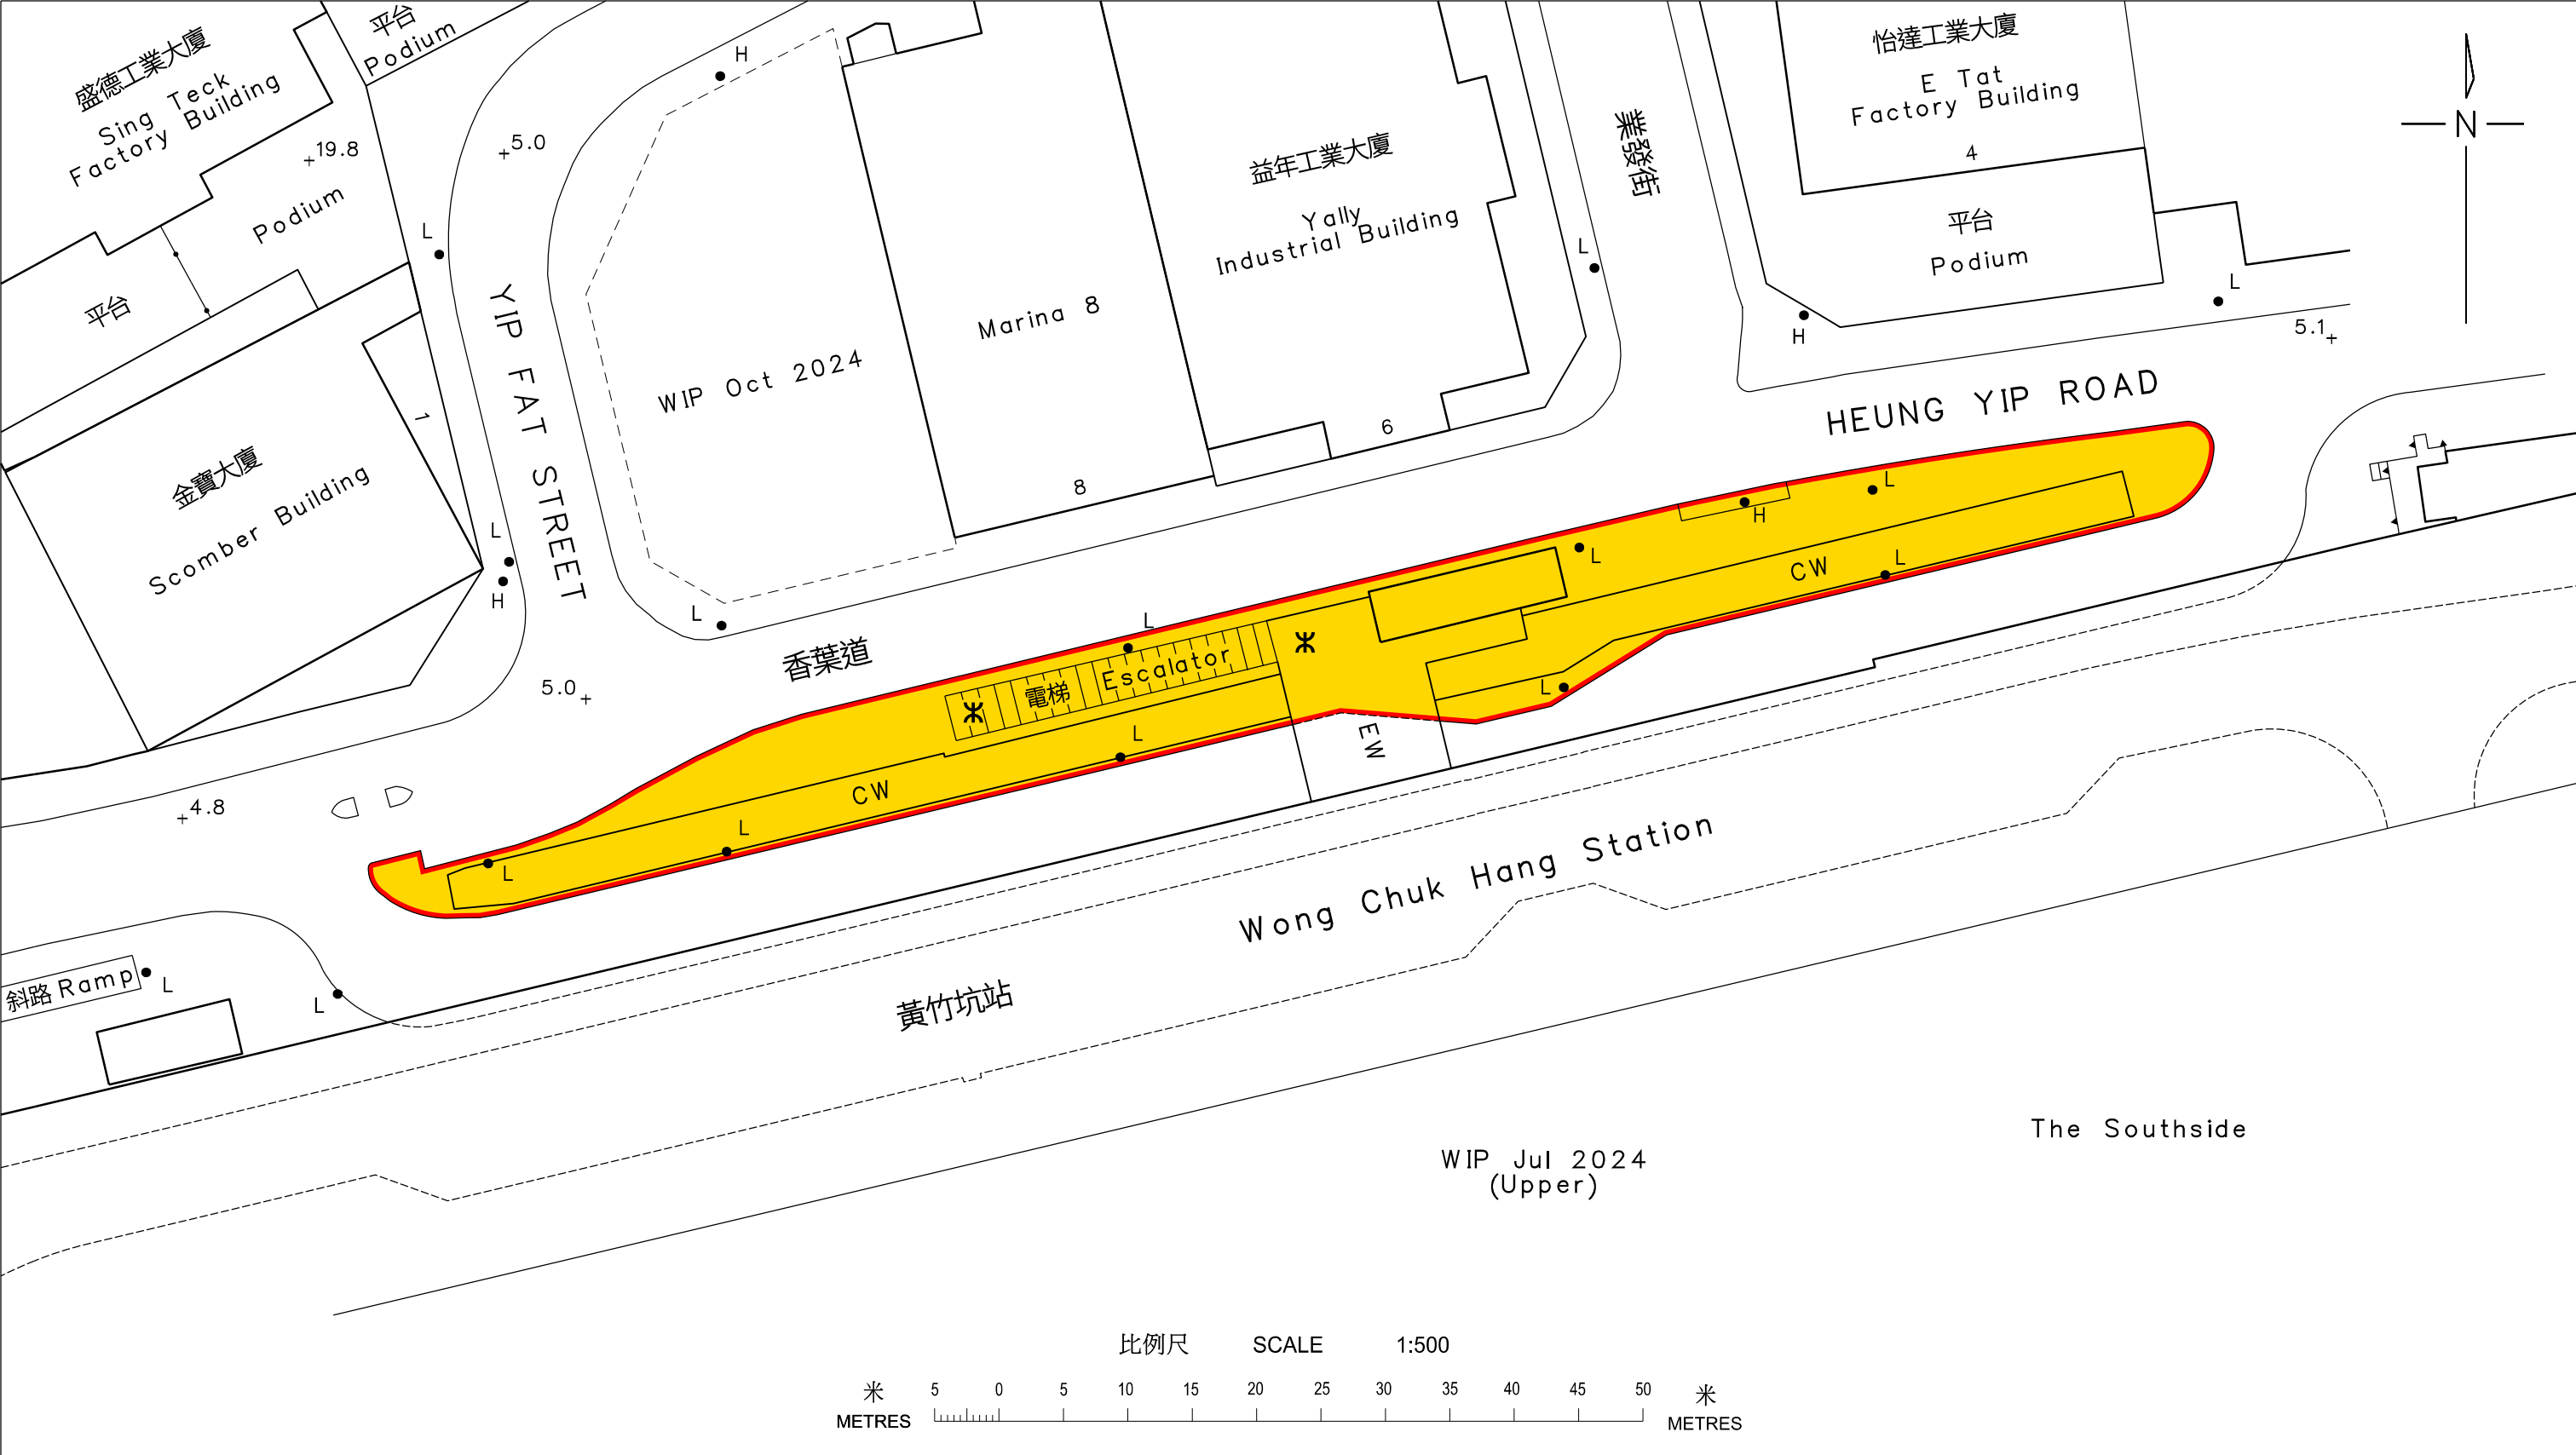 盛德工業大廈
Sing Teck
Factory Building
平台
Podium
+19.8
Podium
平台
+5.0
H
L
YIP FAT STREET
金寶大廈
Scomber Building
1
L
H
WIP Oct 2024
Marina 8
8
益年工業大廈
Yally
Industrial Building
6
業發街
L
怡達工業大廈
E Tat
Factory Building
4
平台
Podium
H
L
5.1+
N
HEUNG YIP ROAD
L
香葉道
5.0+
+4.8
L
電梯
Escalator
L
H
L
CW
L
L
EW
L
CW
L
L
斜路 Ramp
L
L
Wong Chuk Hang Station
黃竹坑站
WIP Jul 2024
(Upper)
The Southside
比例尺 SCALE 1:500
米 5 0 5 10 15 20 25 30 35 40 45 50 米
METRES METRES